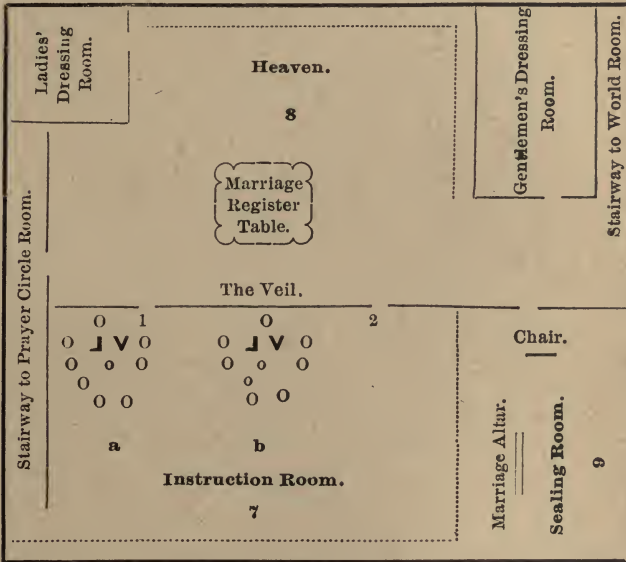 Ladies'
Dressing
Room.
Heaven.
8
Gentlemen's Dressing
Room.
Stairway to World Room.
Marriage
Register
Table.
Stairway to Prayer Circle Room.
The Veil.
O 1 O 2
O ⅃ V O O ⅃ V O
O o O O o O
O o
O O O O
a b
Instruction Room.
7
Chair.
Marriage Altar.
Sealing Room.
9